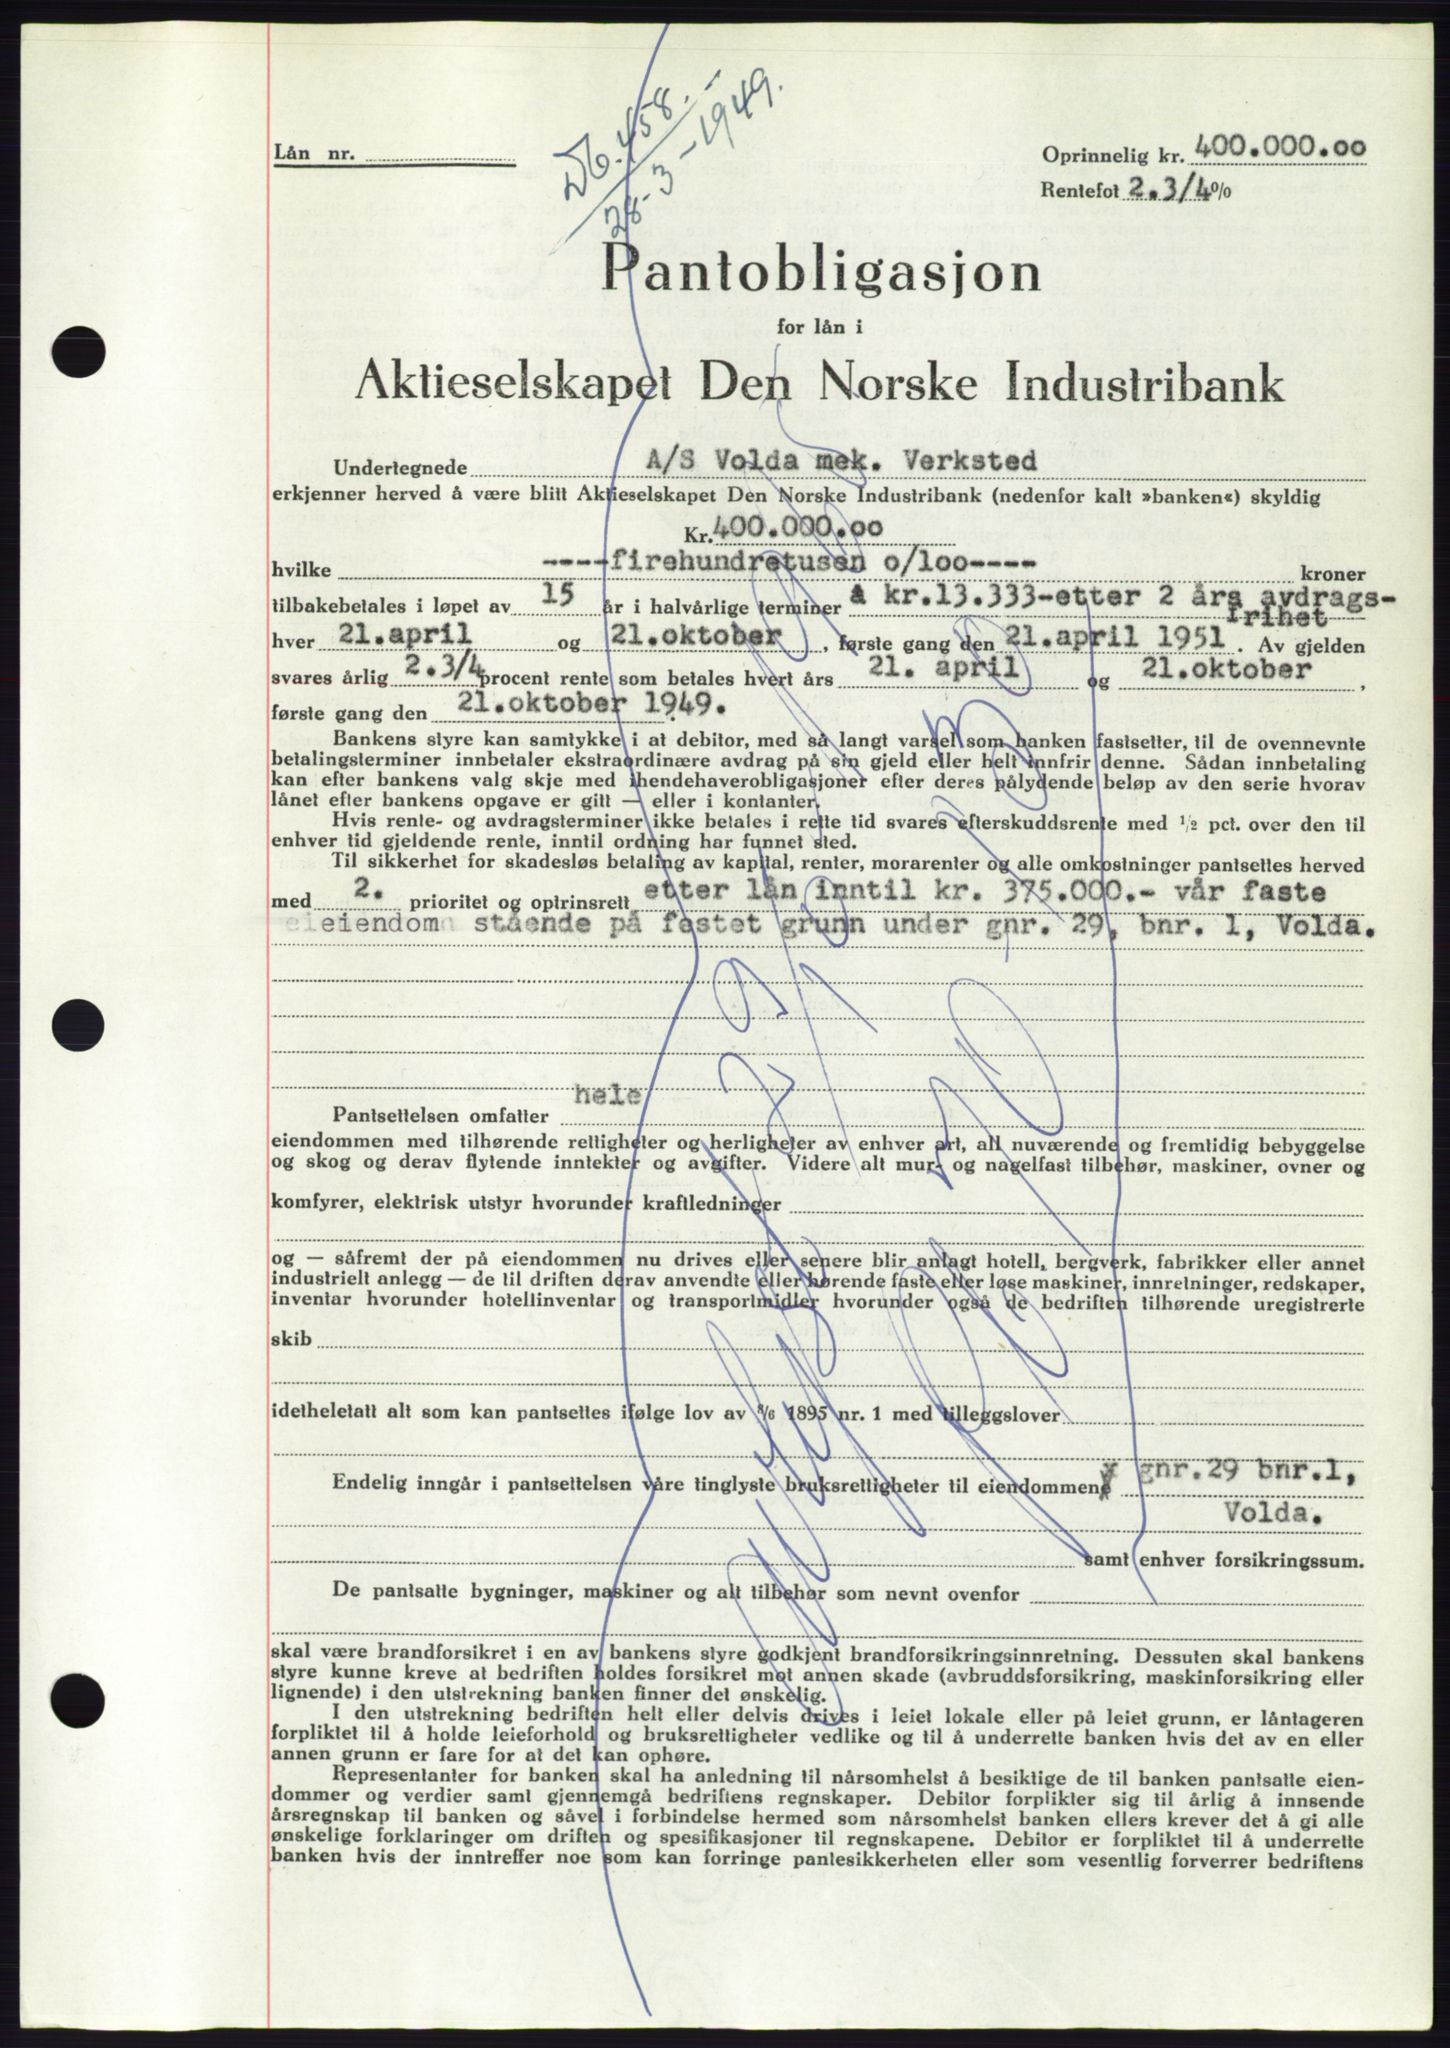 Db. 458. -
28-3-1949.
Lån nr.
Oprinnelig kr. 400.000.oo
Rentefot 2.3/4%
Pantobligasjon
for lån i
Aktieselskapet Den Norske Industribank
Undertegnede A/S Volda mek. Verksted
erkjenner herved å være blitt Aktieselskapet Den Norske Industribank (nedenfor kalt »banken«) skyldig
Kr. 400.000.oo
hvilke ----firehundretusen o/loo---- kroner
tilbakebetales i løpet av 15 år i halvårlige terminer à kr.13.333-etter 2 års avdrags-
frihet
hver 21.april og 21.oktober, første gang den 21.april 1951. Av gjelden
svares årlig 2.3/4 procent rente som betales hvert års 21. april og 21.oktober,
første gang den 21.oktober 1949.
Bankens styre kan samtykke i at debitor, med så langt varsel som banken fastsetter, til de ovennevnte
betalingsterminer innbetaler ekstraordinære avdrag på sin gjeld eller helt innfrir denne. Sådan innbetaling
kan efter bankens valg skje med ihendehaverobligasjoner efter deres pålydende beløp av den serie hvorav
lånet efter bankens opgave er gitt — eller i kontanter.
Hvis rente- og avdragsterminer ikke betales i rette tid svares efterskuddsrente med 1/2 pct. over den til
enhver tid gjeldende rente, inntil ordning har funnet sted.
Til sikkerhet for skadesløs betaling av kapital, renter, morarenter og alle omkostninger pantsettes herved
med 2. prioritet og optrinsrett etter lån inntil kr. 375.000.- vår faste
eiendom stående på festet grunn under gnr. 29, bnr. 1, Volda.
Pantsettelsen omfatter hele
eiendommen med tilhørende rettigheter og herligheter av enhver art, all nuværende og fremtidig bebyggelse
og skog og derav flytende inntekter og avgifter. Videre alt mur- og nagelfast tilbehør, maskiner, ovner og
komfyrer, elektrisk utstyr hvorunder kraftledninger
og — såfremt der på eiendommen nu drives eller senere blir anlagt hotell, bergverk, fabrikker eller annet
industrielt anlegg — de til driften derav anvendte eller hørende faste eller løse maskiner, innretninger, redskaper,
inventar hvorunder hotellinventar og transportmidler hvorunder også de bedriften tilhørende uregistrerte
skib
idetheletatt alt som kan pantsettes ifølge lov av 8/6 1895 nr. 1 med tilleggslover
Endelig inngår i pantsettelsen våre tinglyste bruksrettigheter til eiendommen gnr.29 bnr.1,
Volda.
samt enhver forsikringssum.
De pantsatte bygninger, maskiner og alt tilbehør som nevnt ovenfor
skal være brandforsikret i en av bankens styre godkjent brandforsikringsinnretning. Dessuten skal bankens
styre kunne kreve at bedriften holdes forsikret mot annen skade (avbruddsforsikring, maskinforsikring eller
lignende) i den utstrekning banken finner det ønskelig.
I den utstrekning bedriften helt eller delvis drives i leiet lokale eller på leiet grunn, er låntageren
forpliktet til å holde leieforhold og bruksrettigheter vedlike og til å underrette banken hvis det av en eller
annen grunn er fare for at det kan ophøre.
Representanter for banken skal ha anledning til nårsomhelst å besiktige de til banken pantsatte eien-
dommer og verdier samt gjennemgå bedriftens regnskaper. Debitor forplikter sig til årlig å innsende
årsregnskap til banken og såvel i forbindelse hermed som nårsomhelst banken ellers krever det å gi alle
ønskelige forklaringer om driften og spesifikasjoner til regnskapene. Debitor er forpliktet til å underrette
banken hvis der inntreffer noe som kan forringe pantesikkerheten eller som vesentlig forverrer bedriftens